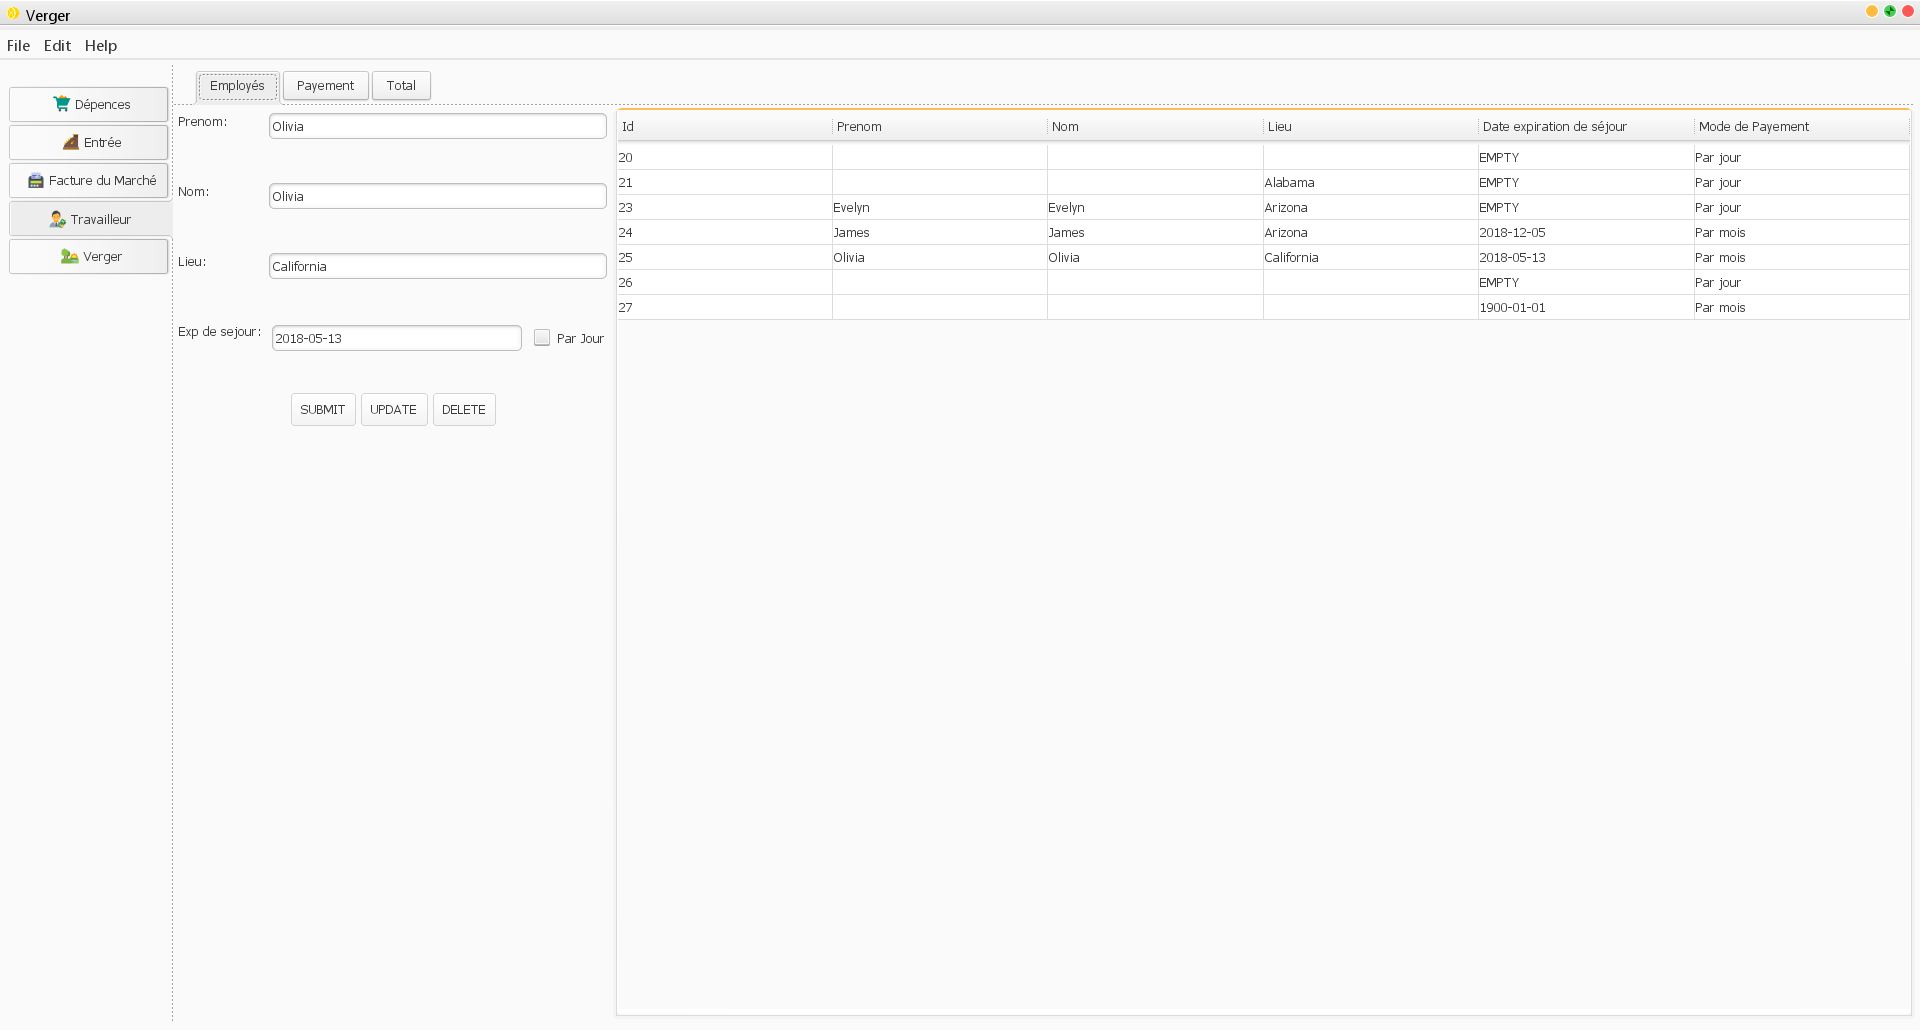 Verger
File Edit Help
Dépences
Entrée
Facture du Marché
Travailleur
Verger
Employés Payement Total
Prenom: Olivia
Nom: Olivia
Lieu: California
Exp de sejour: 2018-05-13 Par Jour
SUBMIT UPDATE DELETE
Id Prenom Nom Lieu Date expiration de séjour Mode de Payement
20 EMPTY Par jour
21 Alabama EMPTY Par jour
23 Evelyn Evelyn Arizona EMPTY Par jour
24 James James Arizona 2018-12-05 Par mois
25 Olivia Olivia California 2018-05-13 Par mois
26 EMPTY Par jour
27 1900-01-01 Par mois